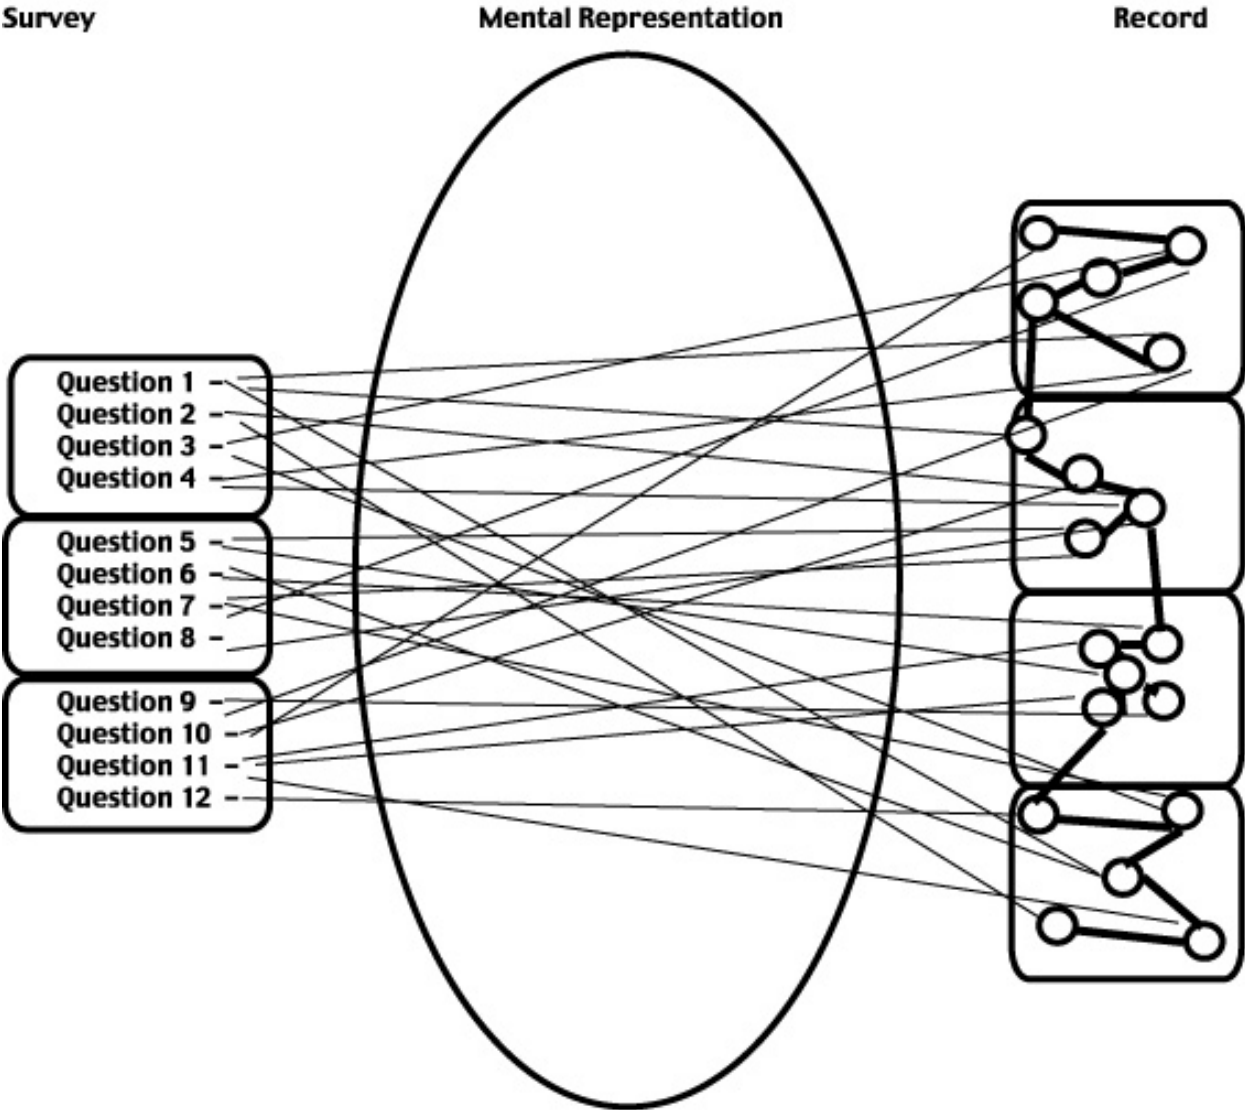 Survey
Mental Representation
Record
Question 1 -
Question 2 -
Question 3 -
Question 4 -
Question 5 -
Question 6 -
Question 7 -
Question 8 -
Question 9 -
Question 10 -
Question 11 -
Question 12 -